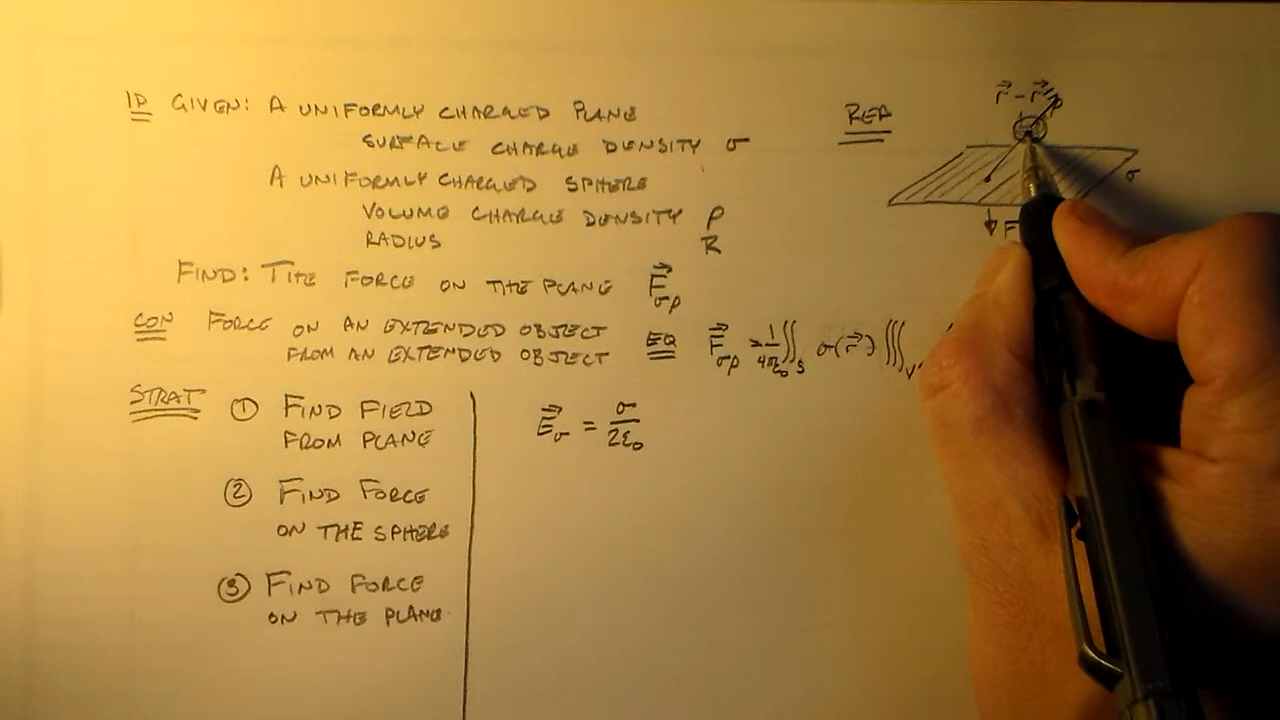 ID GIVEN: A UNIFORMLY CHARGED PLANE
SURFACE CHARGE DENSITY σ
A UNIFORMLY CHARGED SPHERE
VOLUME CHARGE DENSITY ρ
RADIUS R
FIND: THE FORCE ON THE PLANE F⃗σρ
CON FORCE ON AN EXTENDED OBJECT
FROM AN EXTENDED OBJECT
EQ F⃗σρ = 1/4πε₀ ∬S σ(r⃗) ∭V'
REP
r⃗ - r⃗'
ρ
σ
F
STRAT ① FIND FIELD
FROM PLANE
② FIND FORCE
ON THE SPHERE
③ FIND FORCE
ON THE PLANE
E⃗σ = σ/2ε₀